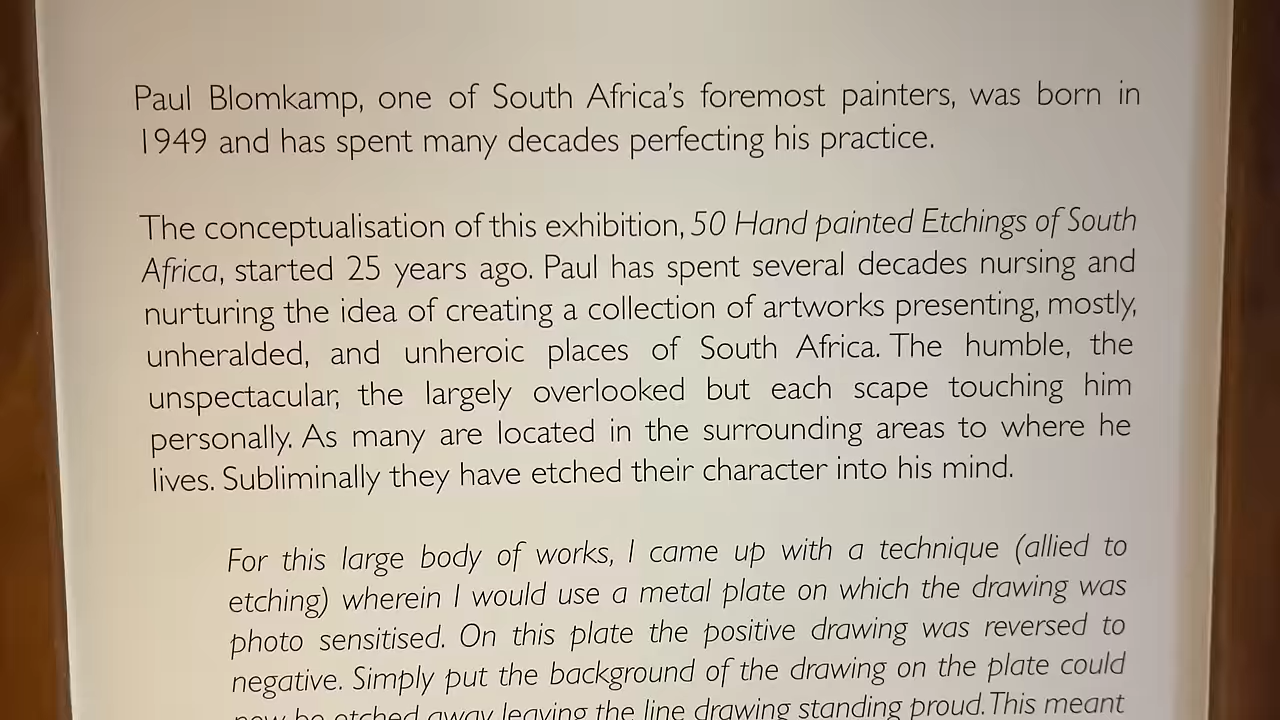 Paul Blomkamp, one of South Africa's foremost painters, was born in
1949 and has spent many decades perfecting his practice.
The conceptualisation of this exhibition, 50 Hand painted Etchings of South
Africa, started 25 years ago. Paul has spent several decades nursing and
nurturing the idea of creating a collection of artworks presenting, mostly,
unheralded, and unheroic places of South Africa. The humble, the
unspectacular, the largely overlooked but each scape touching him
personally. As many are located in the surrounding areas to where he
lives. Subliminally they have etched their character into his mind.
For this large body of works, I came up with a technique (allied to
etching) wherein I would use a metal plate on which the drawing was
photo sensitised. On this plate the positive drawing was reversed to
negative. Simply put the background of the drawing on the plate could
now be etched away leaving the line drawing standing proud. This meant